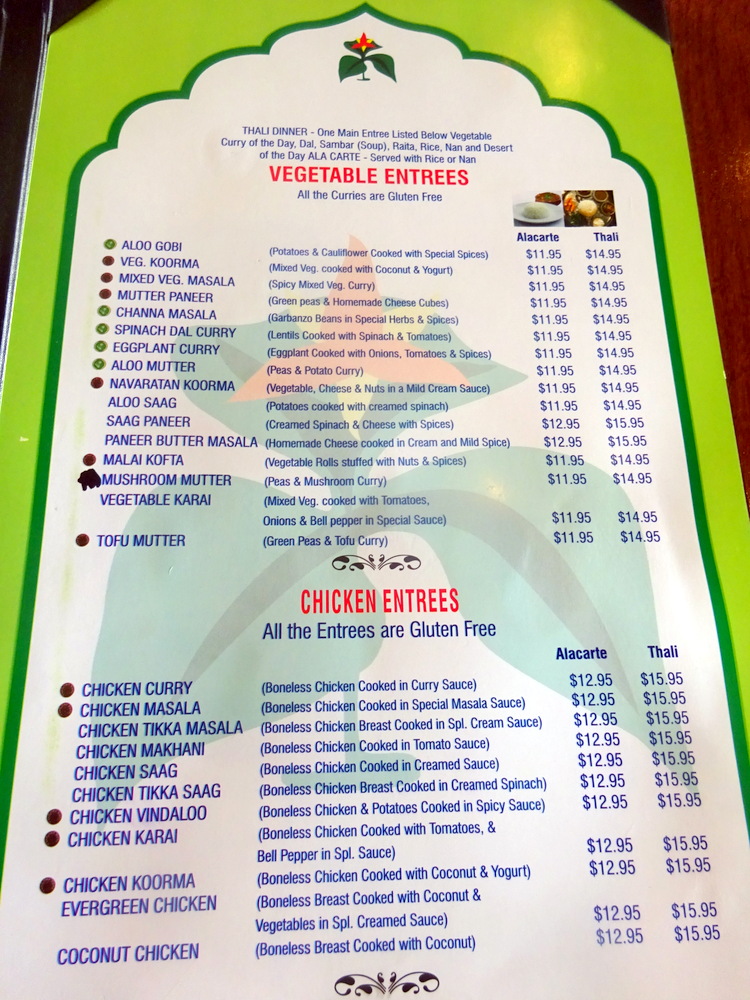 THALI DINNER - One Main Entree Listed Below Vegetable
Curry of the Day, Dal, Sambar (Soup), Raita, Rice, Nan and Desert
of the Day ALA CARTE - Served with Rice or Nan
VEGETABLE ENTREES
All the Curries are Gluten Free
Alacarte Thali
ALOO GOBI (Potatoes & Cauliflower Cooked with Special Spices) $11.95 $14.95
VEG. KOORMA (Mixed Veg. cooked with Coconut & Yogurt) $11.95 $14.95
MIXED VEG. MASALA (Spicy Mixed Veg. Curry) $11.95 $14.95
MUTTER PANEER (Green peas & Homemade Cheese Cubes) $11.95 $14.95
CHANNA MASALA (Garbanzo Beans in Special Herbs & Spices) $11.95 $14.95
SPINACH DAL CURRY (Lentils Cooked with Spinach & Tomatoes) $11.95 $14.95
EGGPLANT CURRY (Eggplant Cooked with Onions, Tomatoes & Spices) $11.95 $14.95
ALOO MUTTER (Peas & Potato Curry) $11.95 $14.95
NAVARATAN KOORMA (Vegetable, Cheese & Nuts in a Mild Cream Sauce) $11.95 $14.95
ALOO SAAG (Potatoes cooked with creamed spinach) $11.95 $14.95
SAAG PANEER (Creamed Spinach & Cheese with Spices) $12.95 $15.95
PANEER BUTTER MASALA (Homemade Cheese cooked in Cream and Mild Spice) $12.95 $15.95
MALAI KOFTA (Vegetable Rolls stuffed with Nuts & Spices) $11.95 $14.95
MUSHROOM MUTTER (Peas & Mushroom Curry) $11.95 $14.95
VEGETABLE KARAI (Mixed Veg. cooked with Tomatoes,
Onions & Bell pepper in Special Sauce) $11.95 $14.95
TOFU MUTTER (Green Peas & Tofu Curry) $11.95 $14.95
CHICKEN ENTREES
All the Entrees are Gluten Free
Alacarte Thali
CHICKEN CURRY (Boneless Chicken Cooked in Curry Sauce) $12.95 $15.95
CHICKEN MASALA (Boneless Chicken Cooked in Special Masala Sauce) $12.95 $15.95
CHICKEN TIKKA MASALA (Boneless Chicken Breast Cooked in Spl. Cream Sauce) $12.95 $15.95
CHICKEN MAKHANI (Boneless Chicken Cooked in Tomato Sauce) $12.95 $15.95
CHICKEN SAAG (Boneless Chicken Cooked in Creamed Sauce) $12.95 $15.95
CHICKEN TIKKA SAAG (Boneless Chicken Breast Cooked in Creamed Spinach) $12.95 $15.95
CHICKEN VINDALOO (Boneless Chicken & Potatoes Cooked in Spicy Sauce) $12.95 $15.95
CHICKEN KARAI (Boneless Chicken Cooked with Tomatoes, &
Bell Pepper in Spl. Sauce) $12.95 $15.95
CHICKEN KOORMA (Boneless Chicken Cooked with Coconut & Yogurt) $12.95 $15.95
EVERGREEN CHICKEN (Boneless Breast Cooked with Coconut &
Vegetables in Spl. Creamed Sauce) $12.95 $15.95
COCONUT CHICKEN (Boneless Breast Cooked with Coconut) $12.95 $15.95